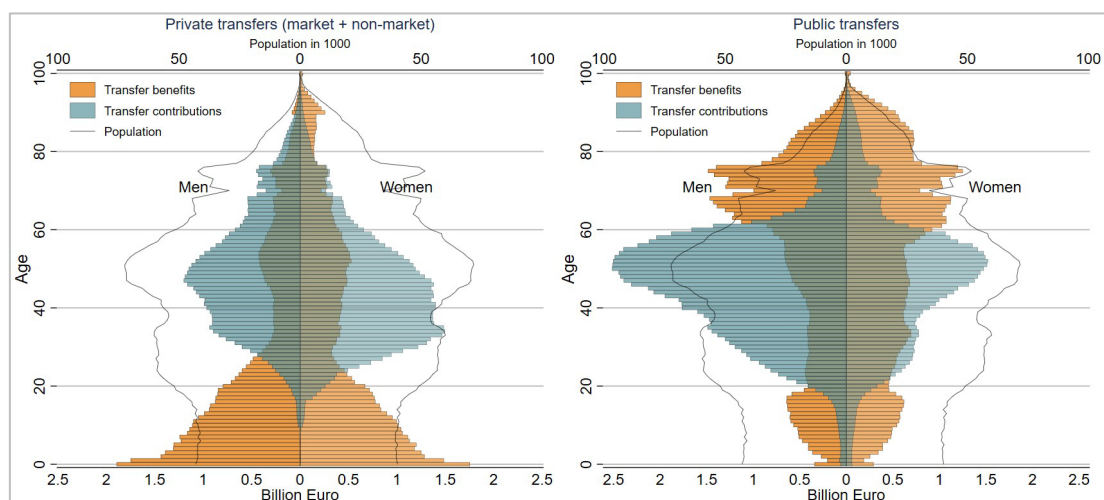 Private transfers (market + non-market)
Population in 1000
100 50 0 50 100
Transfer benefits
Transfer contributions
Population
Men
Women
Age
100
80
60
40
20
0
2.5 2 1.5 1 0.5 0 0.5 1 1.5 2 2.5
Billion Euro
Public transfers
Population in 1000
100 50 0 50 100
Transfer benefits
Transfer contributions
Population
Men
Women
Age
100
80
60
40
20
0
2.5 2 1.5 1 0.5 0 0.5 1 1.5 2 2.5
Billion Euro